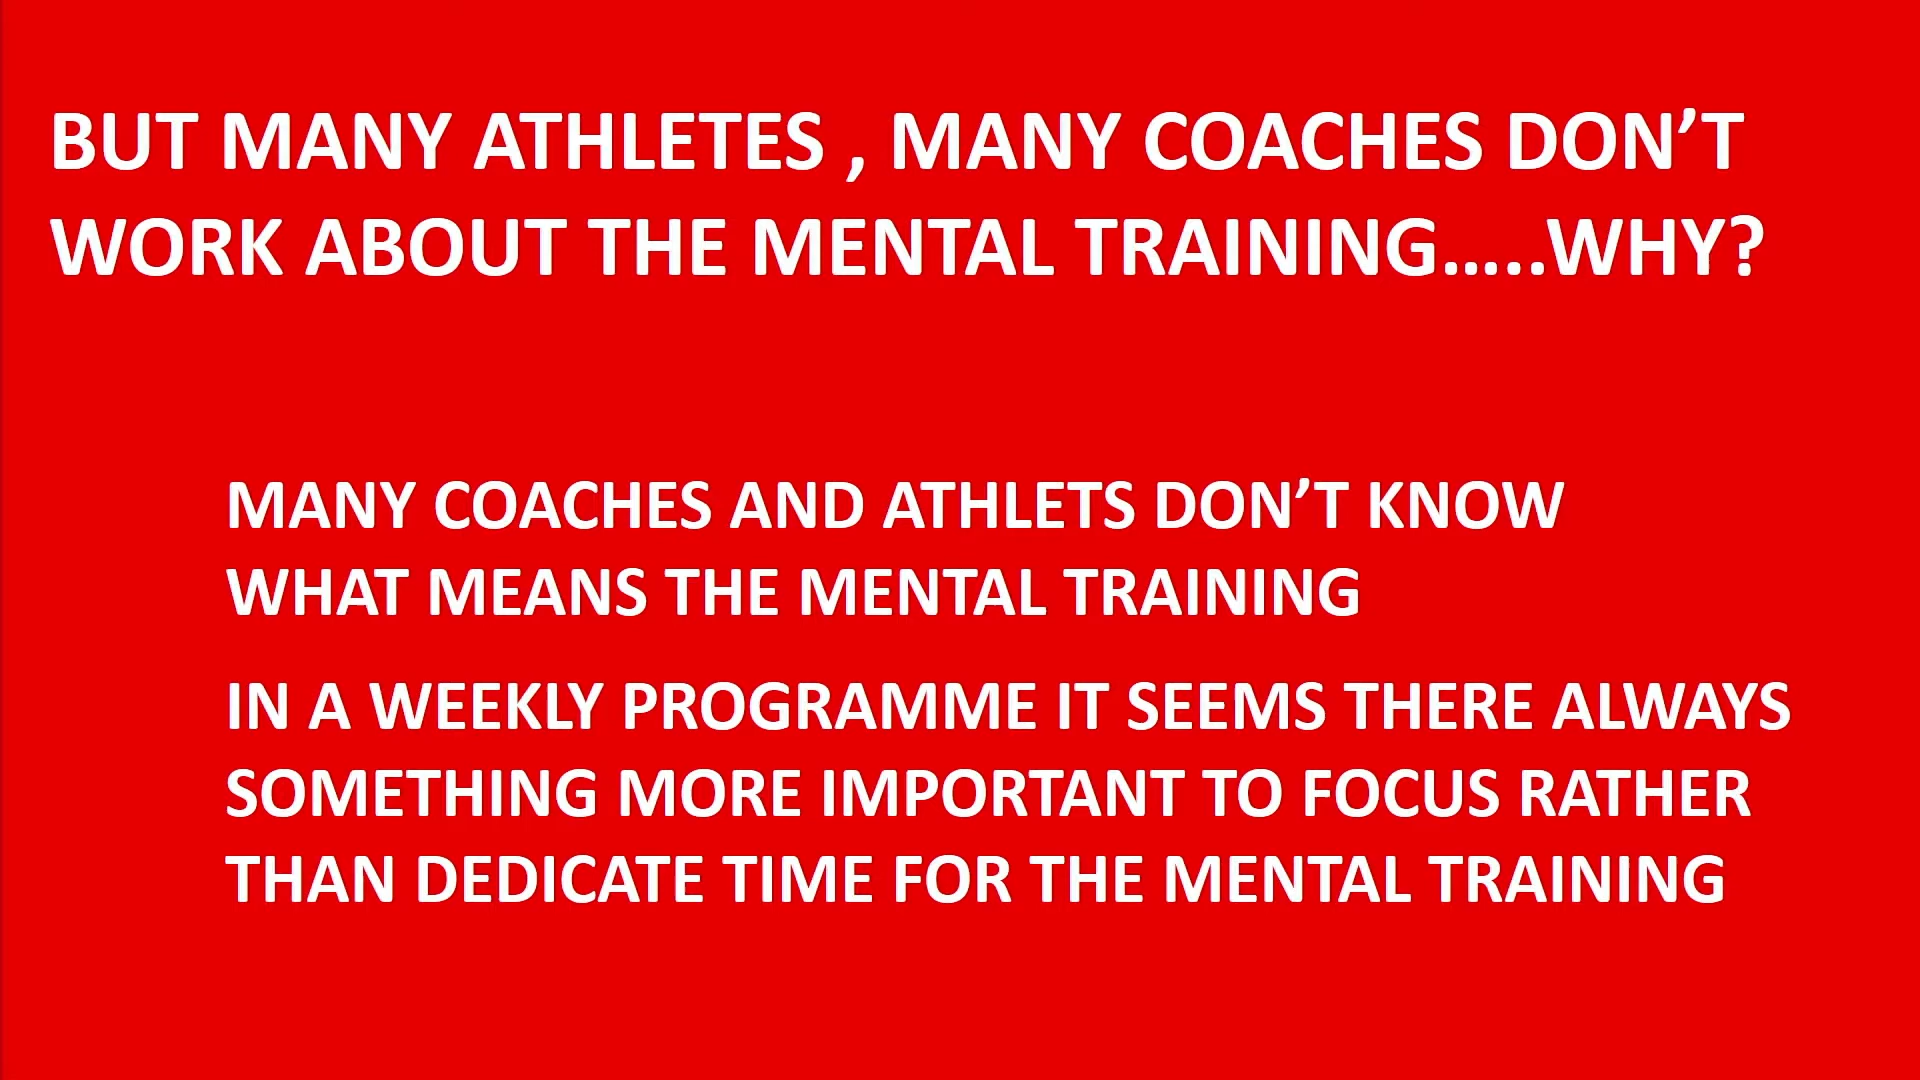 BUT MANY ATHLETES , MANY COACHES DON’T
WORK ABOUT THE MENTAL TRAINING…..WHY?
MANY COACHES AND ATHLETS DON’T KNOW
WHAT MEANS THE MENTAL TRAINING
IN A WEEKLY PROGRAMME IT SEEMS THERE ALWAYS
SOMETHING MORE IMPORTANT TO FOCUS RATHER
THAN DEDICATE TIME FOR THE MENTAL TRAINING